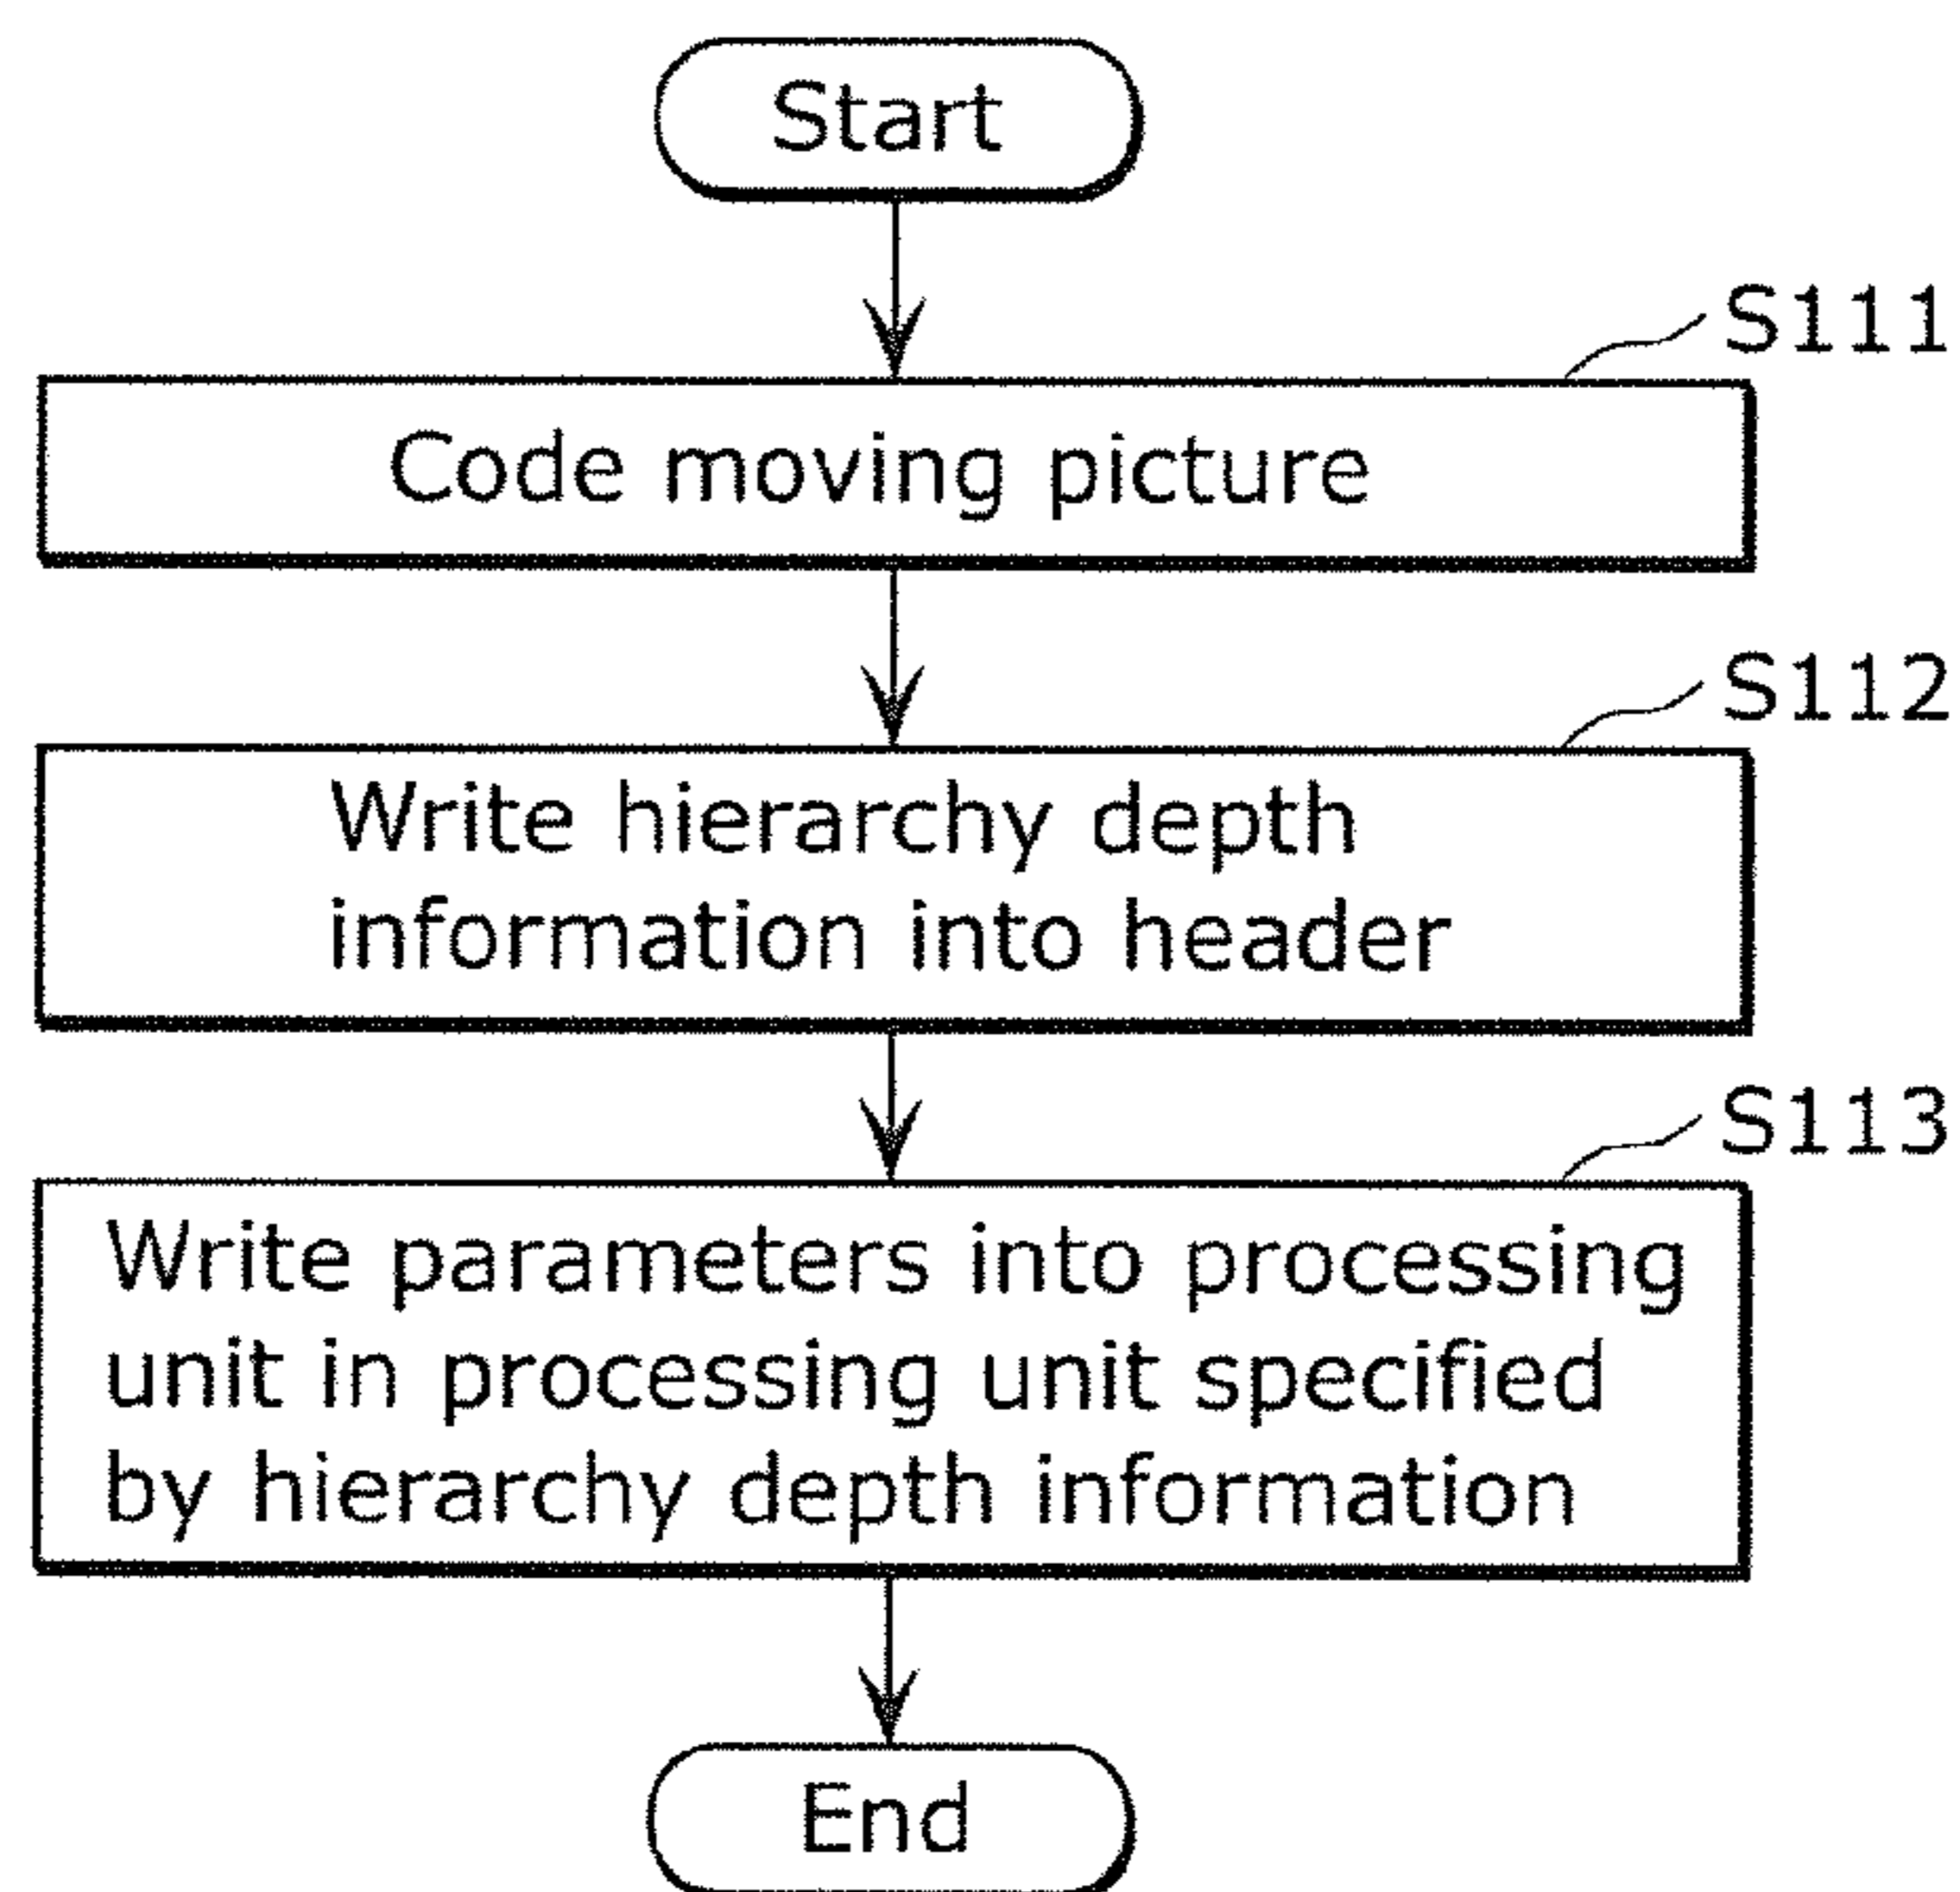 Start
S111
Code moving picture
S112
Write hierarchy depth
information into header
S113
Write parameters into processing
unit in processing unit specified
by hierarchy depth information
End